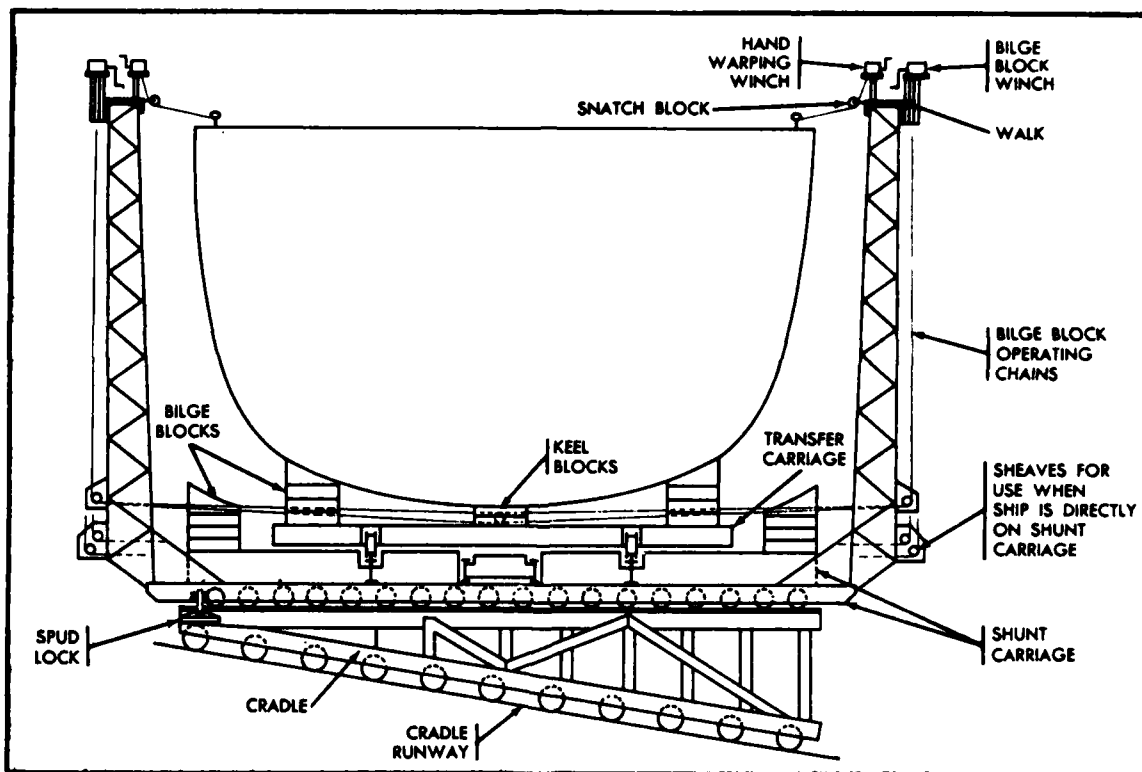 HAND
WARPING
WINCH
BILGE
BLOCK
WINCH
SNATCH BLOCK
WALK
BILGE BLOCK
OPERATING
CHAINS
BILGE
BLOCKS
KEEL
BLOCKS
TRANSFER
CARRIAGE
SHEAVES FOR
USE WHEN
SHIP IS DIRECTLY
ON SHUNT
CARRIAGE
SPUD
LOCK
SHUNT
CARRIAGE
CRADLE
CRADLE
RUNWAY